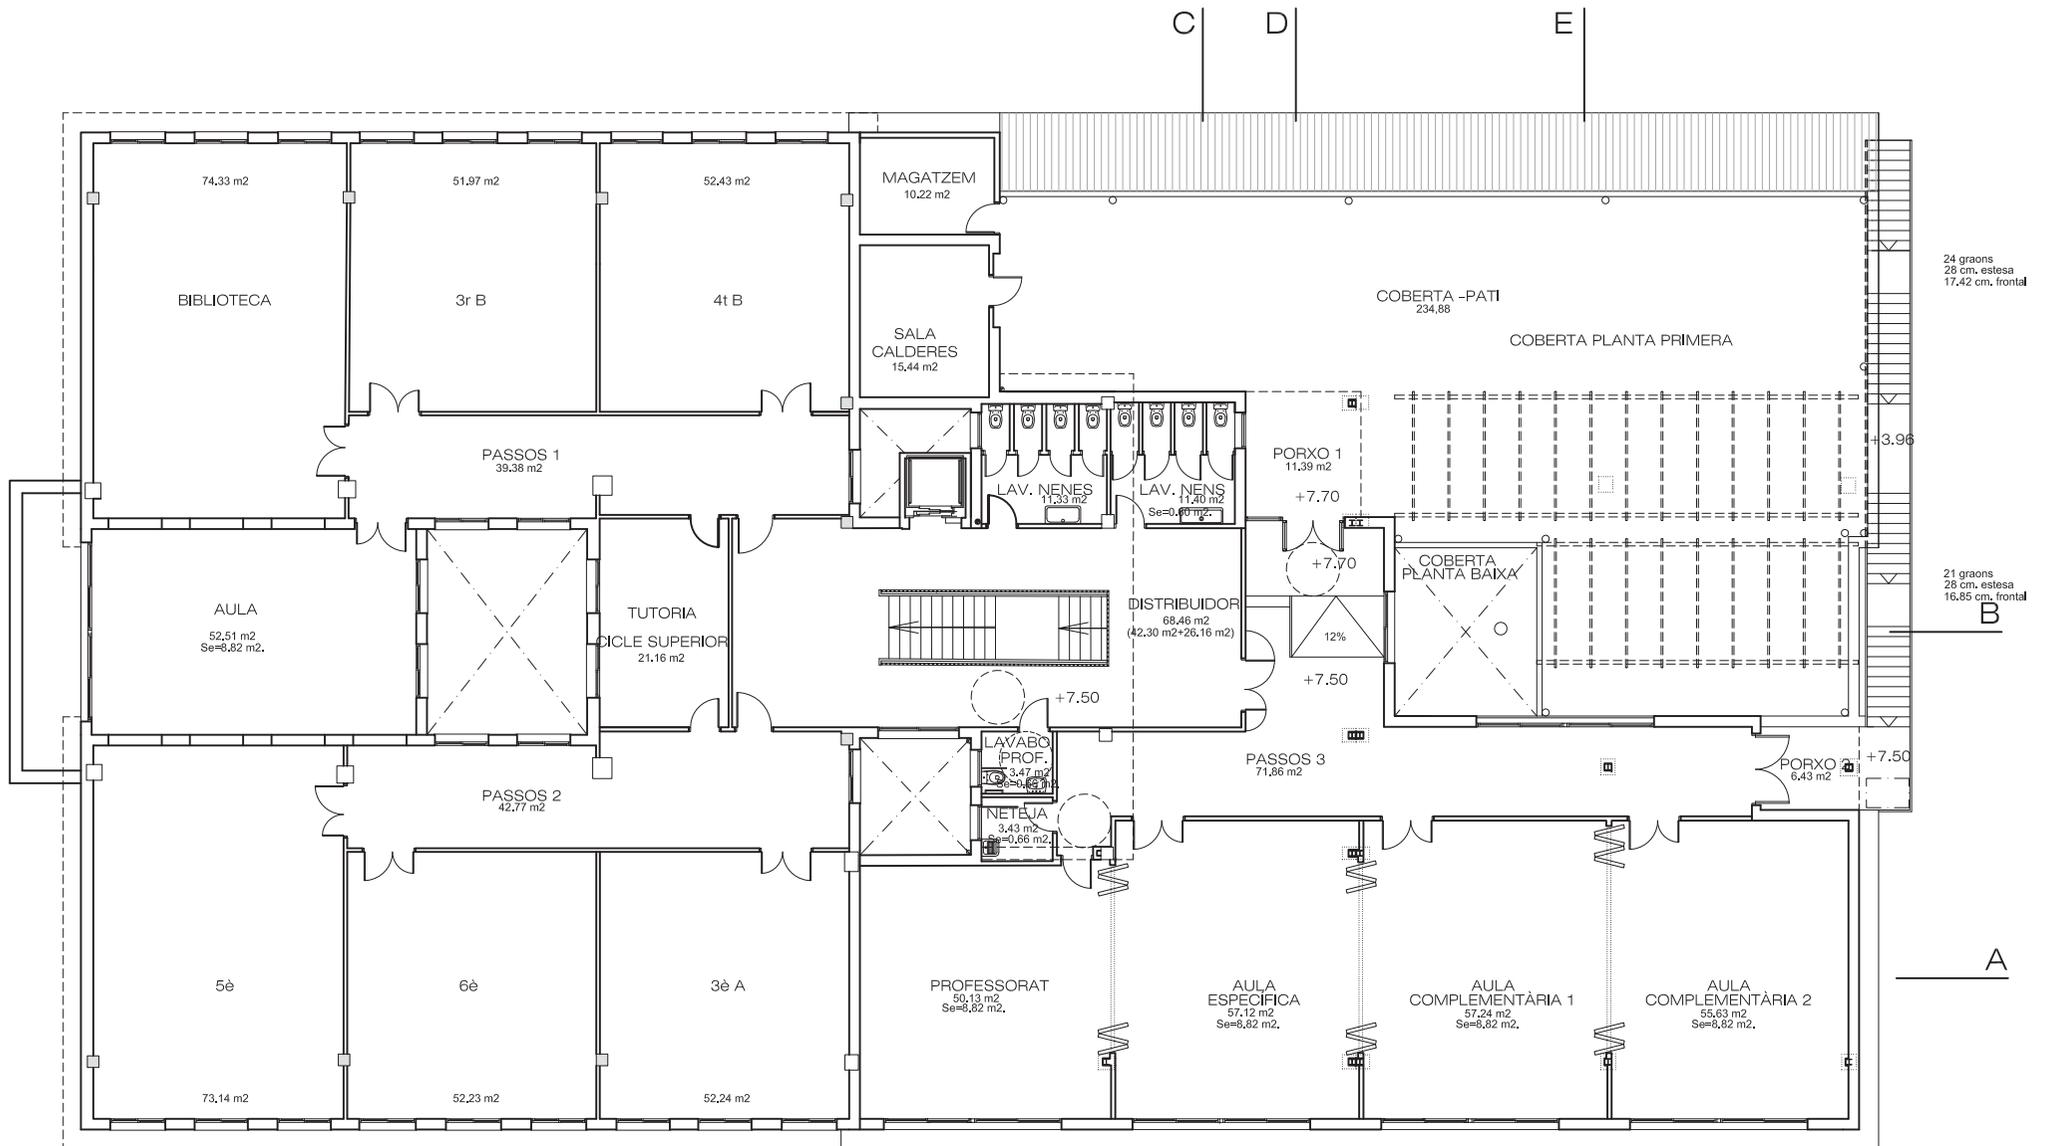 C
D
E
74.33 m2
BIBLIOTECA
51.97 m2
3r B
52.43 m2
4t B
MAGATZEM
10.22 m2
SALA
CALDERES
15.44 m2
COBERTA -PATI
234,88
COBERTA PLANTA PRIMERA
24 graons
28 cm. estesa
17.42 cm. frontal
+3.96
PASSOS 1
39.38 m2
LAV. NENES
11.33 m2
LAV. NENS
11.40 m2
Se=0.60 m2.
PORXO 1
11.39 m2
+7.70
+7.70
COBERTA
PLANTA BAIXA
21 graons
28 cm. estesa
16.85 cm. frontal
B
AULA
52.51 m2
Se=8.82 m2.
TUTORIA
CICLE SUPERIOR
21.16 m2
DISTRIBUIDOR
68.46 m2
(42.30 m2+26.16 m2)
12%
+7.50
+7.50
LAVABO
PROF.
3.47 m2
PASSOS 3
71.86 m2
PORXO
6.43 m2
+7.50
PASSOS 2
42.77 m2
NETEJA
3.43 m2
Se=0.66 m2.
A
5è
73.14 m2
6è
52.23 m2
3è A
52.24 m2
PROFESSORAT
50.13 m2
Se=8.82 m2.
AULA
ESPECÍFICA
57.12 m2
Se=8.82 m2.
AULA
COMPLEMENTÀRIA 1
57.24 m2
Se=8.82 m2.
AULA
COMPLEMENTÀRIA 2
55.63 m2
Se=8.82 m2.